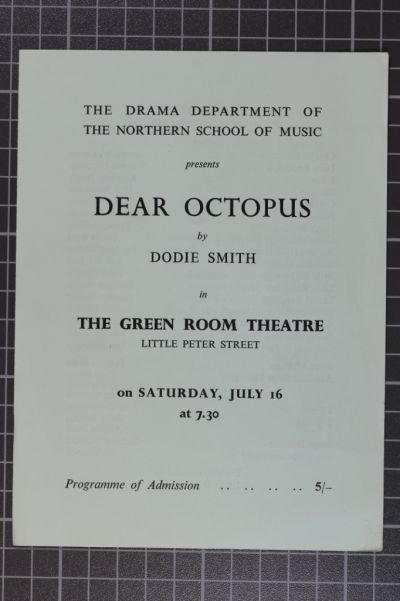 THE DRAMA DEPARTMENT OF
THE NORTHERN SCHOOL OF MUSIC
presents
DEAR OCTOPUS
by
DODIE SMITH
in
THE GREEN ROOM THEATRE
LITTLE PETER STREET
on SATURDAY, JULY 16
at 7.30
Programme of Admission .. .. .. .. 5/–